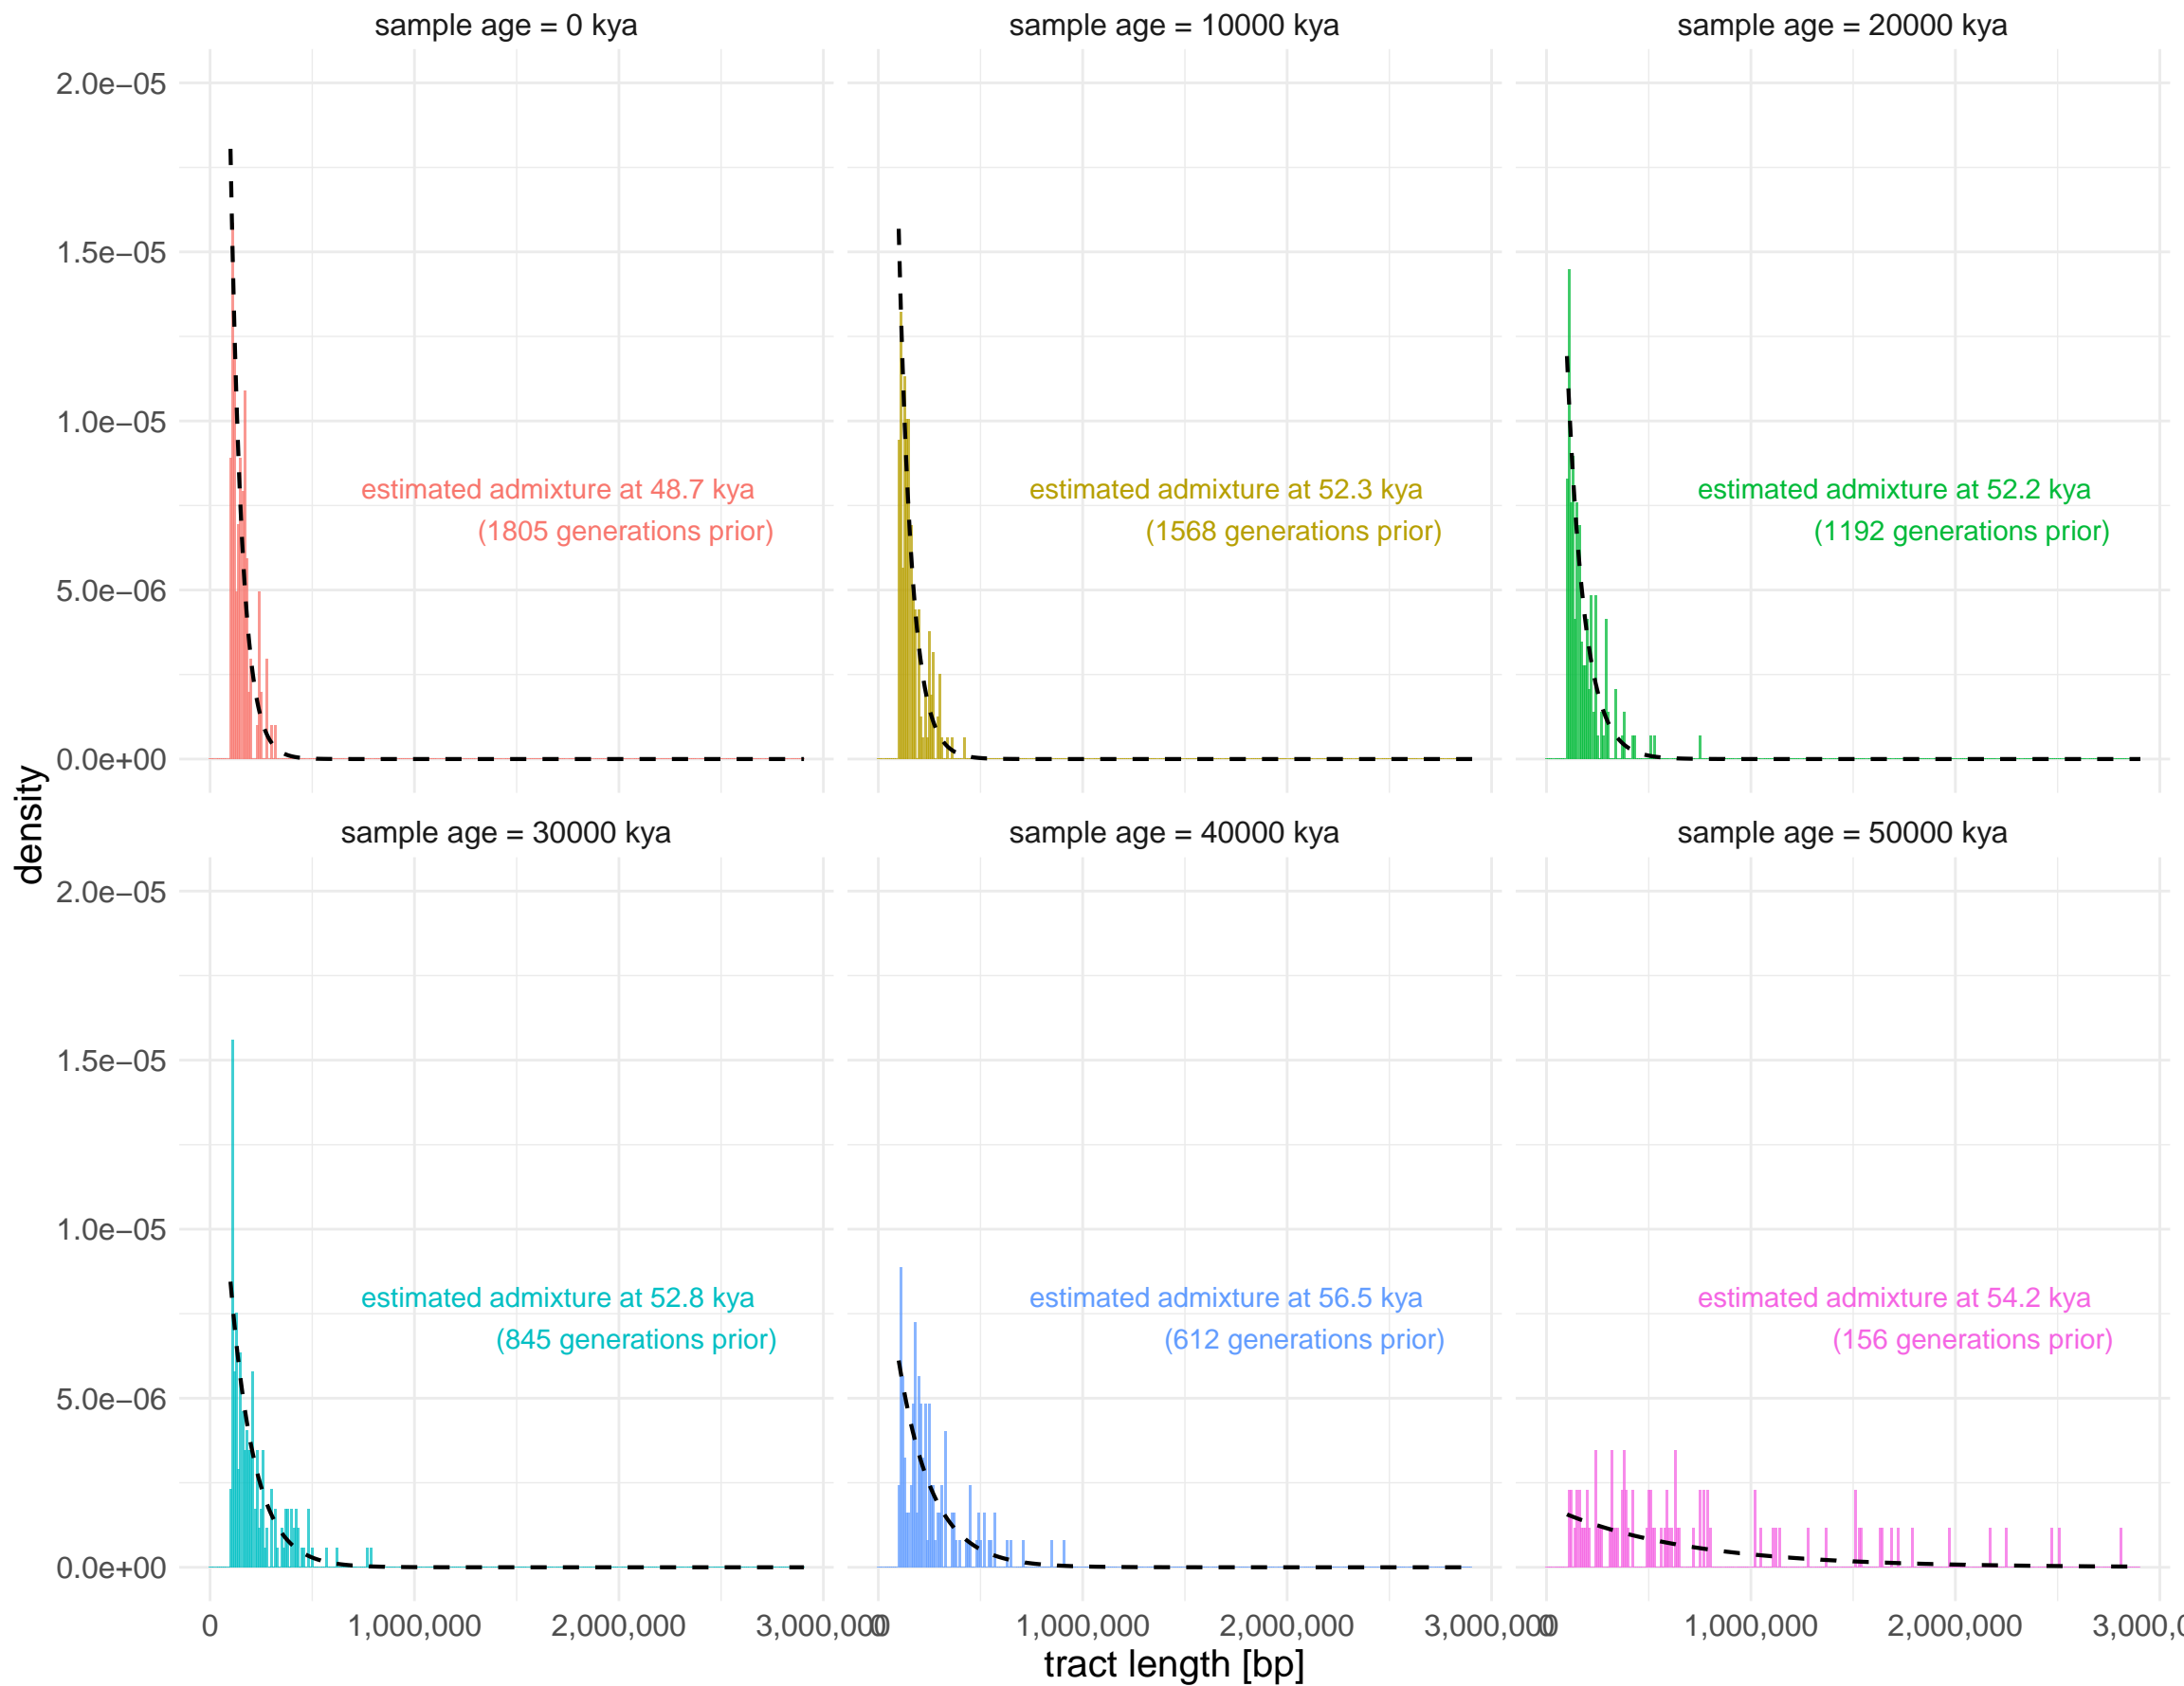 sample age = 0 kya
sample age = 10000 kya
sample age = 20000 kya
2.0e−05
1.5e−05
1.0e−05
5.0e−06
0.0e+00
estimated admixture at 48.7 kya
(1805 generations prior)
estimated admixture at 52.3 kya
(1568 generations prior)
estimated admixture at 52.2 kya
(1192 generations prior)
density
sample age = 30000 kya
sample age = 40000 kya
sample age = 50000 kya
2.0e−05
1.5e−05
1.0e−05
5.0e−06
0.0e+00
estimated admixture at 52.8 kya
(845 generations prior)
estimated admixture at 56.5 kya
(612 generations prior)
estimated admixture at 54.2 kya
(156 generations prior)
0 1,000,000 2,000,000 3,000,000
0 1,000,000 2,000,000 3,000,000
0 1,000,000 2,000,000
tract length [bp]